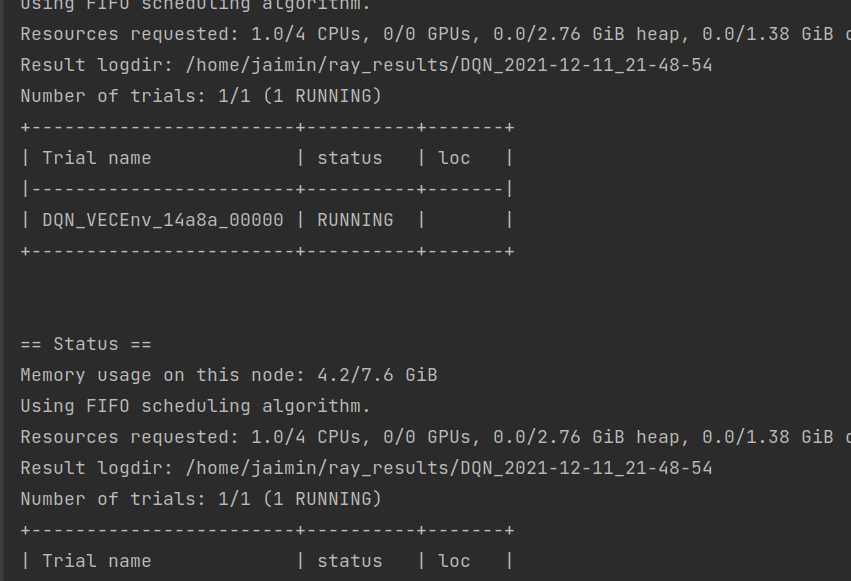 Using FIFO scheduling algorithm.
Resources requested: 1.0/4 CPUs, 0/0 GPUs, 0.0/2.76 GiB heap, 0.0/1.38 GiB
Result logdir: /home/jaimin/ray_results/DQN_2021-12-11_21-48-54
Number of trials: 1/1 (1 RUNNING)
+------------------------+----------+-------+
| Trial name             | status   | loc   |
|------------------------+----------+-------|
| DQN_VECEnv_14a8a_00000 | RUNNING  |       |
+------------------------+----------+-------+
== Status ==
Memory usage on this node: 4.2/7.6 GiB
Using FIFO scheduling algorithm.
Resources requested: 1.0/4 CPUs, 0/0 GPUs, 0.0/2.76 GiB heap, 0.0/1.38 GiB
Result logdir: /home/jaimin/ray_results/DQN_2021-12-11_21-48-54
Number of trials: 1/1 (1 RUNNING)
+------------------------+----------+-------+
| Trial name             | status   | loc   |